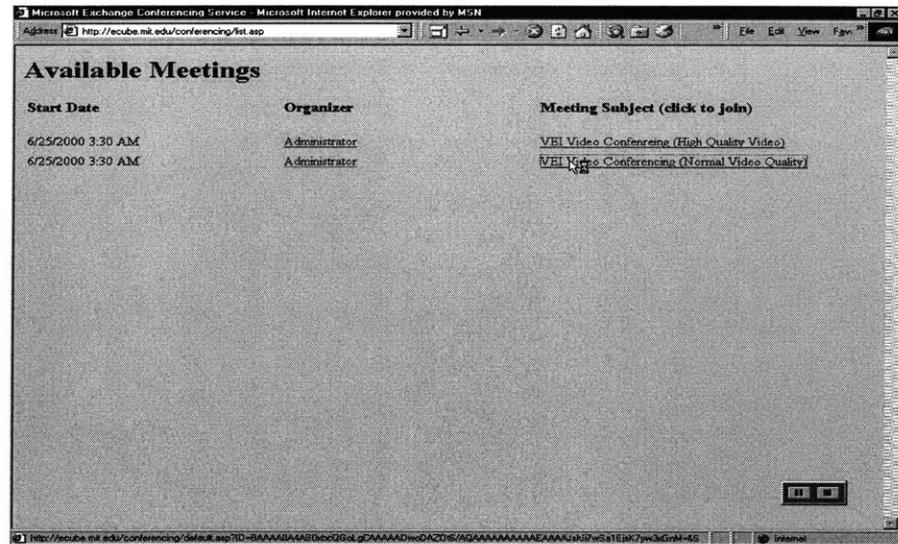 Microsoft Exchange Conferencing Service - Microsoft Internet Explorer provided by MSN
Address http://ecube.mit.edu/conferencing/list.asp File Edit View Fav
Available Meetings
Start Date Organizer Meeting Subject (click to join)
6/25/2000 3:30 AM Administrator VEI Video Confenreing (High Quality Video)
6/25/2000 3:30 AM Administrator VEI Video Conferencing (Normal Video Quality)
Internet